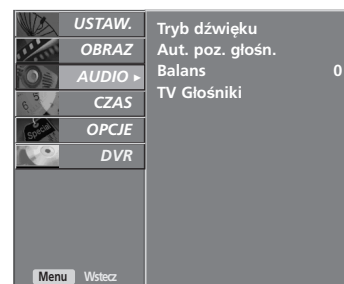 USTAW.
OBRAZ
AUDIO ▸
CZAS
OPCJE
DVR
Tryb dźwięku
Aut. poz. głośn.
Balans 0
TV Głośniki
Menu Wstecz